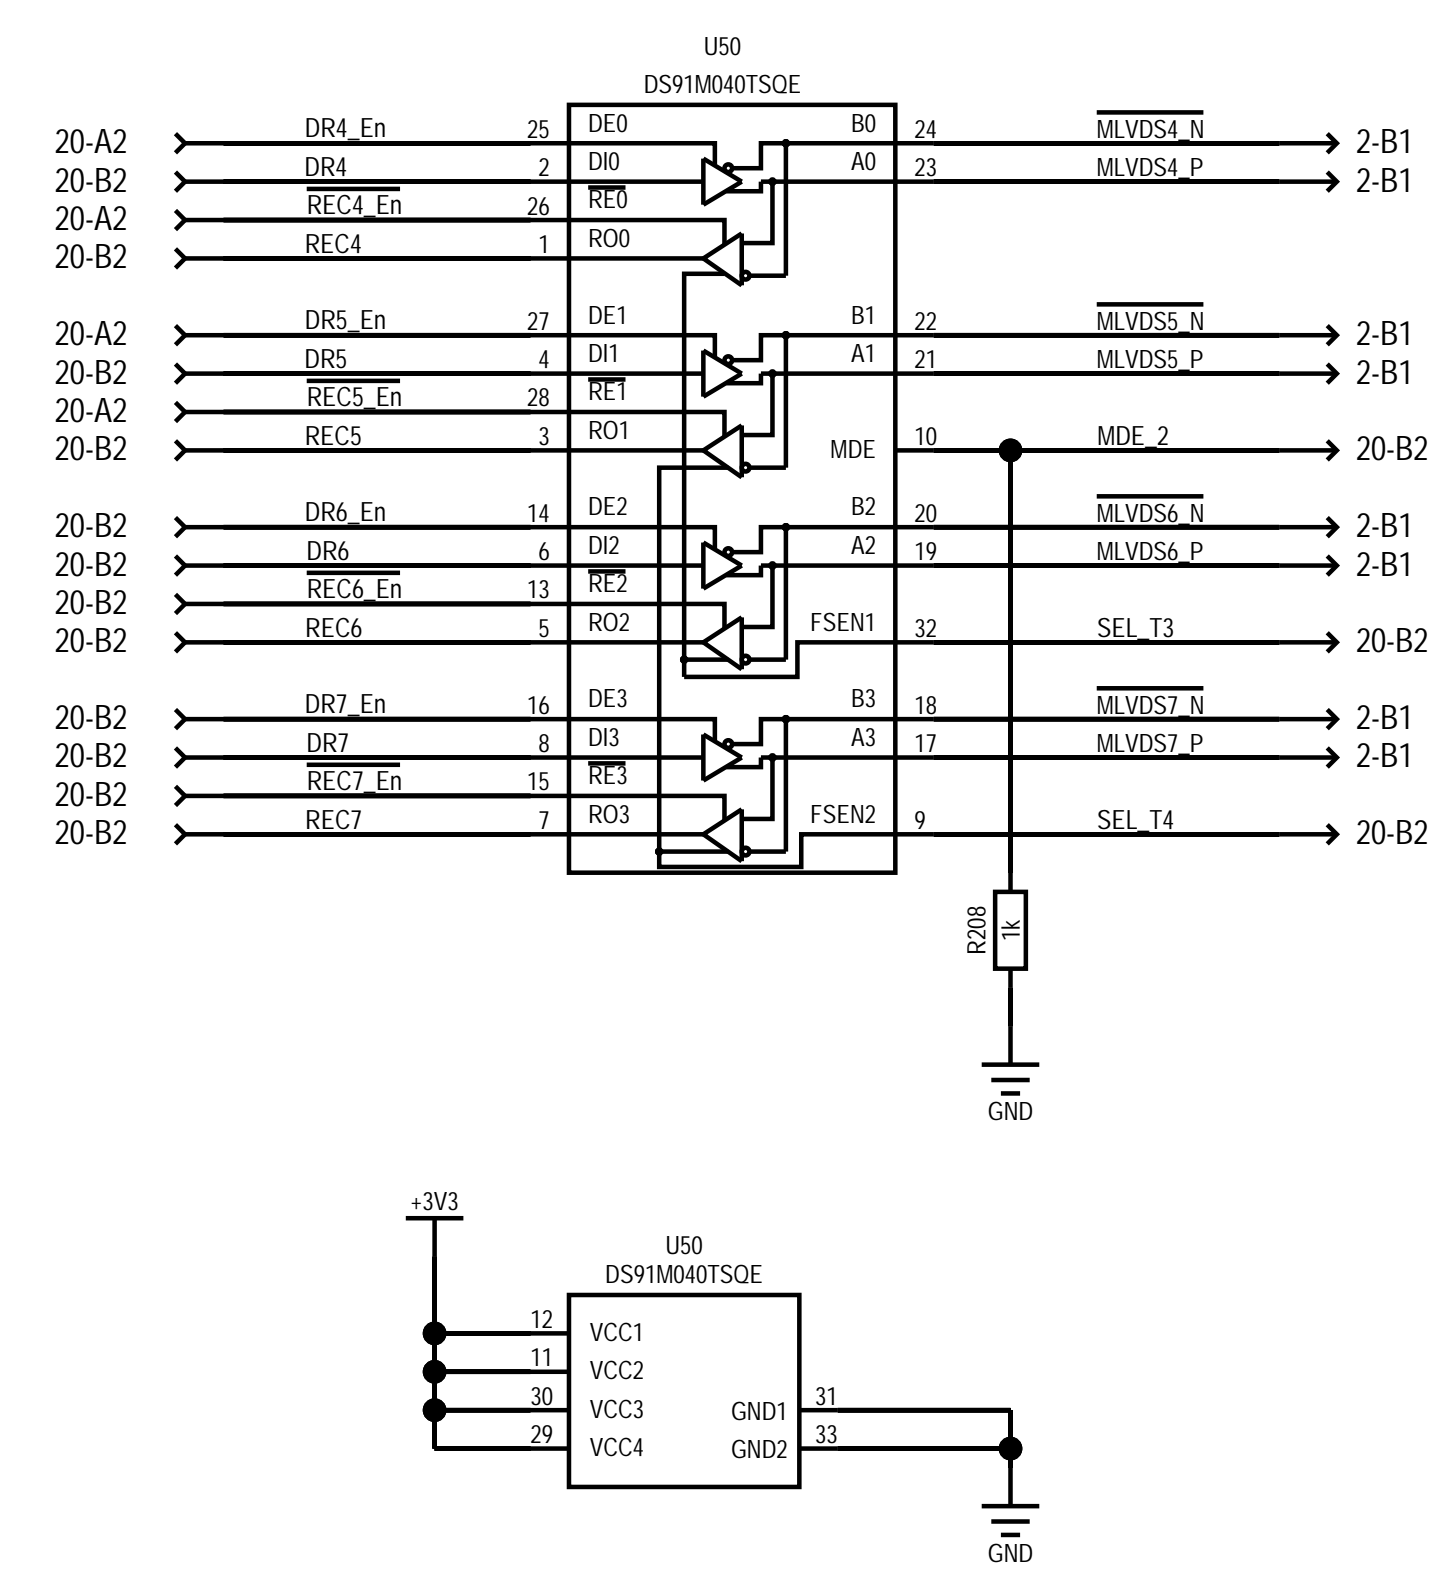 U50
DS91M040TSQE
20-A2 DR4_En 25 DE0 B0 24 MLVDS4_N 2-B1
20-B2 DR4 2 DI0 A0 23 MLVDS4_P 2-B1
20-A2 REC4_En 26 RE0
20-B2 REC4 1 RO0
20-A2 DR5_En 27 DE1 B1 22 MLVDS5_N 2-B1
20-B2 DR5 4 DI1 A1 21 MLVDS5_P 2-B1
20-A2 REC5_En 28 RE1
20-B2 REC5 3 RO1 MDE 10 MDE_2 20-B2
20-B2 DR6_En 14 DE2 B2 20 MLVDS6_N 2-B1
20-B2 DR6 6 DI2 A2 19 MLVDS6_P 2-B1
20-B2 REC6_En 13 RE2
20-B2 REC6 5 RO2 FSEN1 32 SEL_T3 20-B2
20-B2 DR7_En 16 DE3 B3 18 MLVDS7_N 2-B1
20-B2 DR7 8 DI3 A3 17 MLVDS7_P 2-B1
20-B2 REC7_En 15 RE3
20-B2 REC7 7 RO3 FSEN2 9 SEL_T4 20-B2
R208 1k
GND
+3V3
U50
DS91M040TSQE
12 VCC1
11 VCC2
30 VCC3 GND1 31
29 VCC4 GND2 33
GND